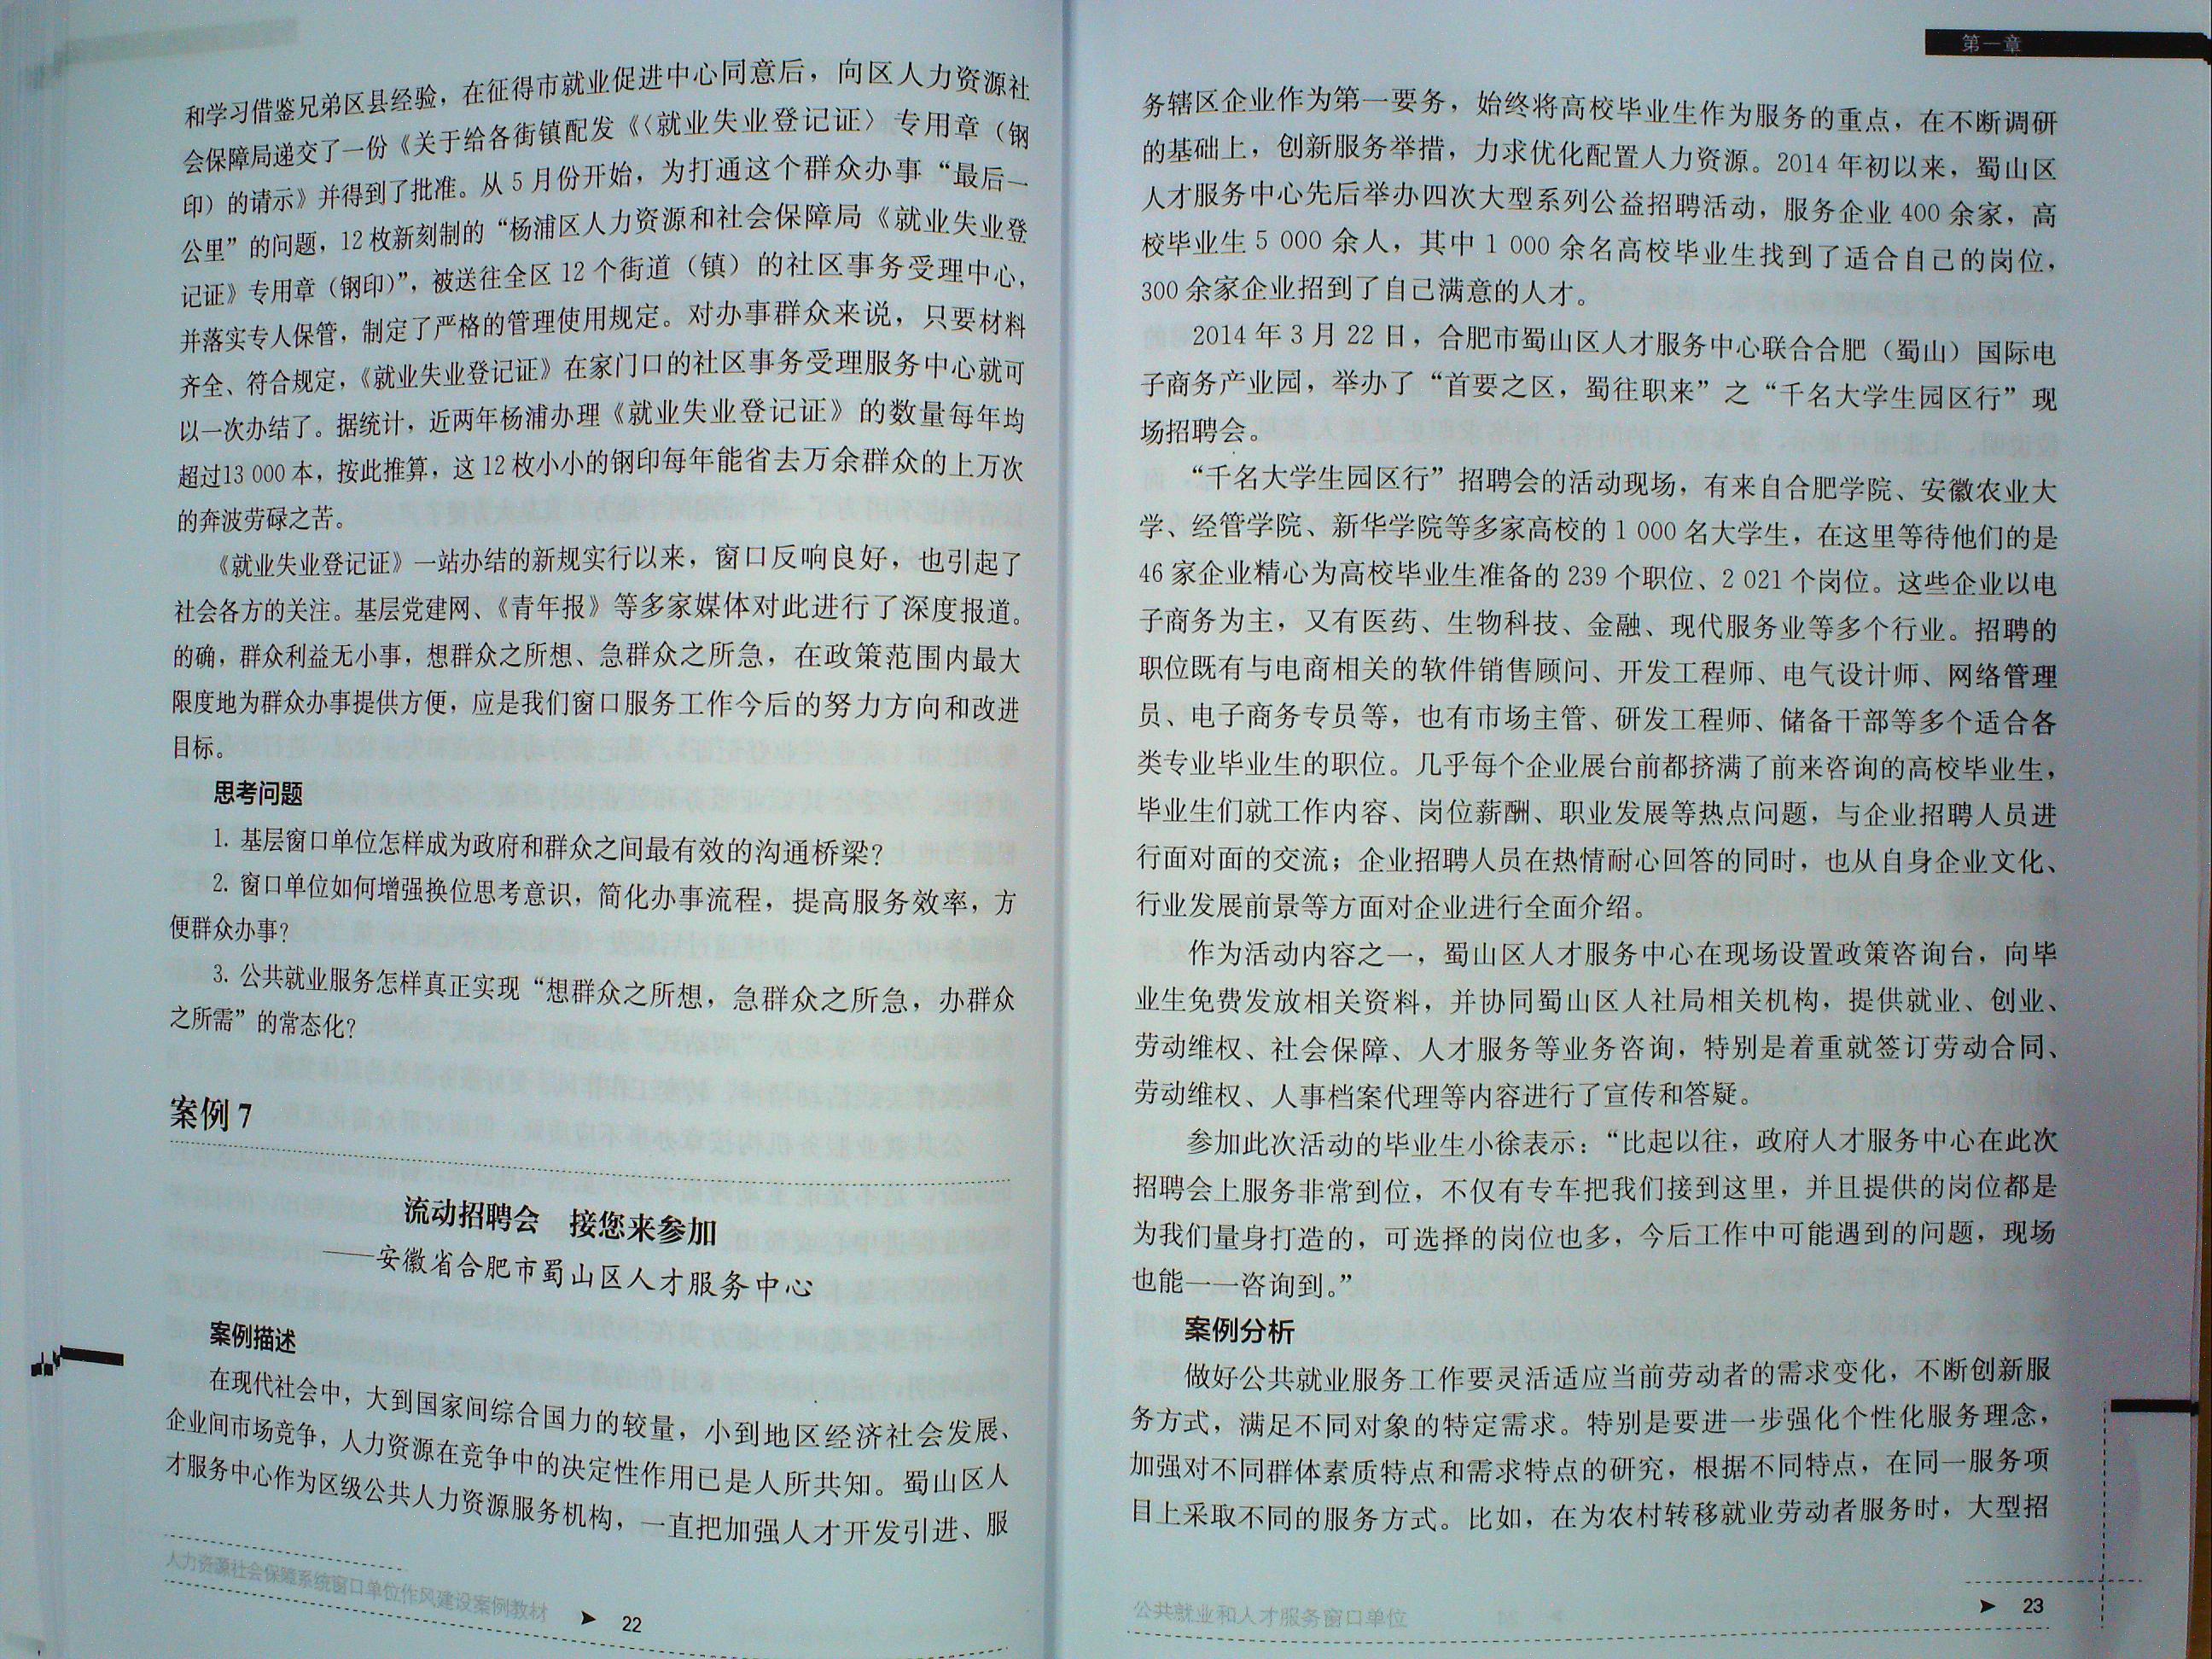 和学习借鉴兄弟区县经验，在征得市就业促进中心同意后，向区人力资源社
会保障局递交了一份《关于给各街镇配发《〈就业失业登记证〉专用章（钢
印）的请示》并得到了批准。从 5 月份开始，为打通这个群众办事“最后一
公里”的问题，12 枚新刻制的“杨浦区人力资源和社会保障局《就业失业登
记证》专用章（钢印）”，被送往全区 12 个街道（镇）的社区事务受理中心，
并落实专人保管，制定了严格的管理使用规定。对办事群众来说，只要材料
齐全、符合规定，《就业失业登记证》在家门口的社区事务受理服务中心就可
以一次办结了。据统计，近两年杨浦办理《就业失业登记证》的数量每年均
超过13 000 本，按此推算，这 12 枚小小的钢印每年能省去万余群众的上万次
的奔波劳碌之苦。
《就业失业登记证》一站办结的新规实行以来，窗口反响良好，也引起了
社会各方的关注。基层党建网、《青年报》等多家媒体对此进行了深度报道。
的确，群众利益无小事，想群众之所想、急群众之所急，在政策范围内最大
限度地为群众办事提供方便，应是我们窗口服务工作今后的努力方向和改进
目标。
思考问题
1. 基层窗口单位怎样成为政府和群众之间最有效的沟通桥梁？
2. 窗口单位如何增强换位思考意识，简化办事流程，提高服务效率，方
便群众办事？
3. 公共就业服务怎样真正实现“想群众之所想，急群众之所急，办群众
之所需”的常态化？
案例 7
流动招聘会　接您来参加
——安徽省合肥市蜀山区人才服务中心
案例描述
在现代社会中，大到国家间综合国力的较量，小到地区经济社会发展、
企业间市场竞争，人力资源在竞争中的决定性作用已是人所共知。蜀山区人
才服务中心作为区级公共人力资源服务机构，一直把加强人才开发引进、服
人力资源社会保障系统窗口单位作风建设案例教材
22
第一章
务辖区企业作为第一要务，始终将高校毕业生作为服务的重点，在不断调研
的基础上，创新服务举措，力求优化配置人力资源。2014 年初以来，蜀山区
人才服务中心先后举办四次大型系列公益招聘活动，服务企业 400 余家，高
校毕业生 5 000 余人，其中 1 000 余名高校毕业生找到了适合自己的岗位，
300 余家企业招到了自己满意的人才。
2014 年 3 月 22 日，合肥市蜀山区人才服务中心联合合肥（蜀山）国际电
子商务产业园，举办了“首要之区，蜀往职来”之“千名大学生园区行”现
场招聘会。
“千名大学生园区行”招聘会的活动现场，有来自合肥学院、安徽农业大
学、经管学院、新华学院等多家高校的 1 000 名大学生，在这里等待他们的是
46 家企业精心为高校毕业生准备的 239 个职位、2 021 个岗位。这些企业以电
子商务为主，又有医药、生物科技、金融、现代服务业等多个行业。招聘的
职位既有与电商相关的软件销售顾问、开发工程师、电气设计师、网络管理
员、电子商务专员等，也有市场主管、研发工程师、储备干部等多个适合各
类专业毕业生的职位。几乎每个企业展台前都挤满了前来咨询的高校毕业生，
毕业生们就工作内容、岗位薪酬、职业发展等热点问题，与企业招聘人员进
行面对面的交流；企业招聘人员在热情耐心回答的同时，也从自身企业文化、
行业发展前景等方面对企业进行全面介绍。
作为活动内容之一，蜀山区人才服务中心在现场设置政策咨询台，向毕
业生免费发放相关资料，并协同蜀山区人社局相关机构，提供就业、创业、
劳动维权、社会保障、人才服务等业务咨询，特别是着重就签订劳动合同、
劳动维权、人事档案代理等内容进行了宣传和答疑。
参加此次活动的毕业生小徐表示：“比起以往，政府人才服务中心在此次
招聘会上服务非常到位，不仅有专车把我们接到这里，并且提供的岗位都是
为我们量身打造的，可选择的岗位也多，今后工作中可能遇到的问题，现场
也能一一咨询到。”
案例分析
做好公共就业服务工作要灵活适应当前劳动者的需求变化，不断创新服
务方式，满足不同对象的特定需求。特别是要进一步强化个性化服务理念，
加强对不同群体素质特点和需求特点的研究，根据不同特点，在同一服务项
目上采取不同的服务方式。比如，在为农村转移就业劳动者服务时，大型招
公共就业和人才服务窗口单位
23